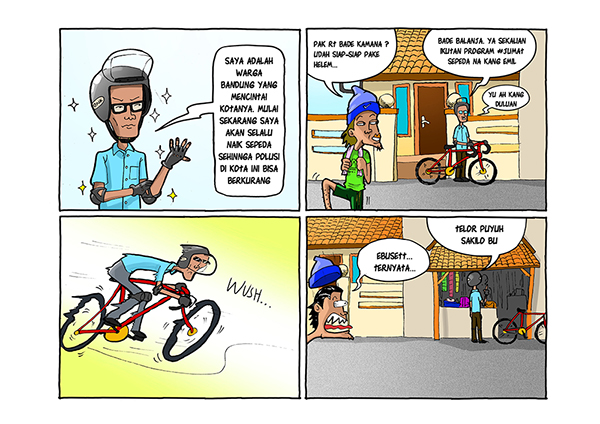 SAYA ADALAH
WARGA
BANDUNG YANG
MENCINTAI
KOTANYA. MULAI
SEKARANG SAYA
AKAN SELALU
NAIK SEPEDA
SEHINNGA POLUSI
DI KOTA INI BISA
BERKURANG
PAK RT BADE KAMANA ?
UDAH SIAP-SIAP PAKE
HELEM...
BADE BALANJA. YA SEKALIAN
IKUTAN PROGRAM #JUMAT
SEPEDA NA KANG EMIL
YU AH KANG
DULUAN
WUSH...
EBUSETT...
TERNYATA...
TELOR PUYUH
SAKILO BU